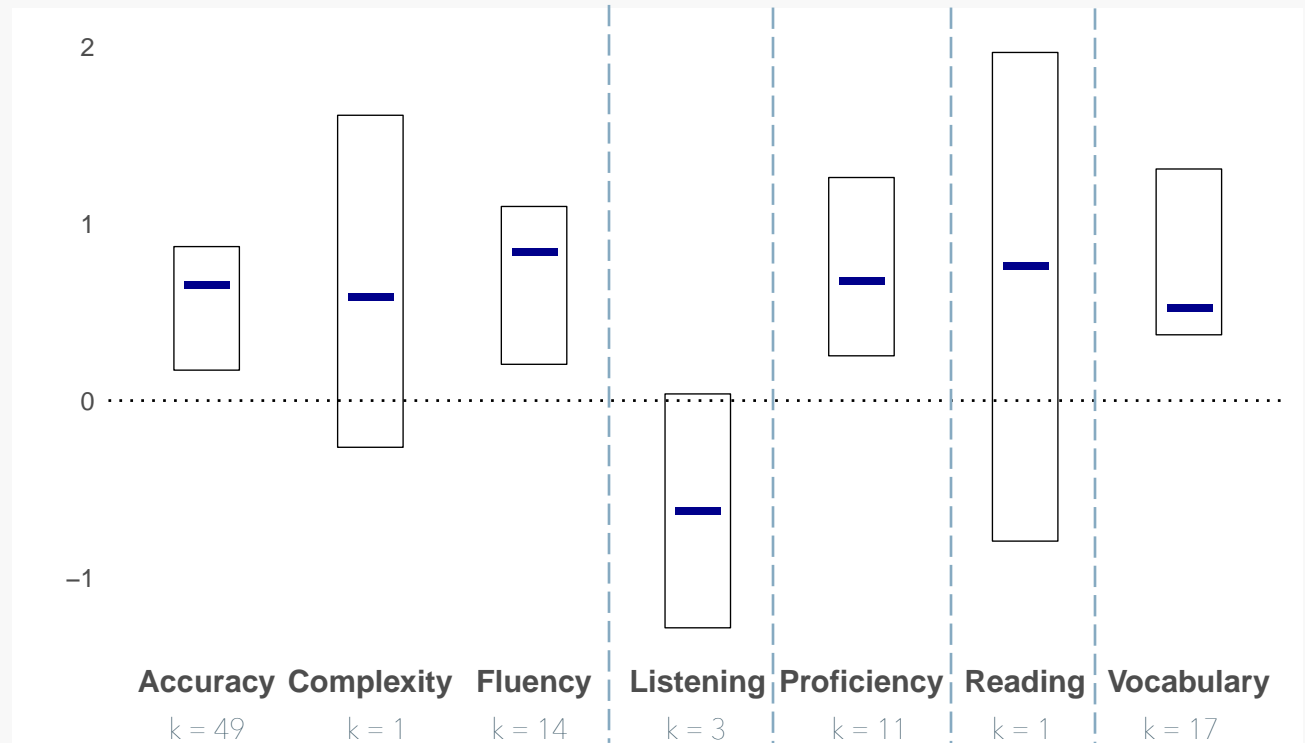 2
1
0
−1
Accuracy Complexity Fluency Listening Proficiency Reading Vocabulary
k = 49 k = 1 k = 14 k = 3 k = 11 k = 1 k = 17